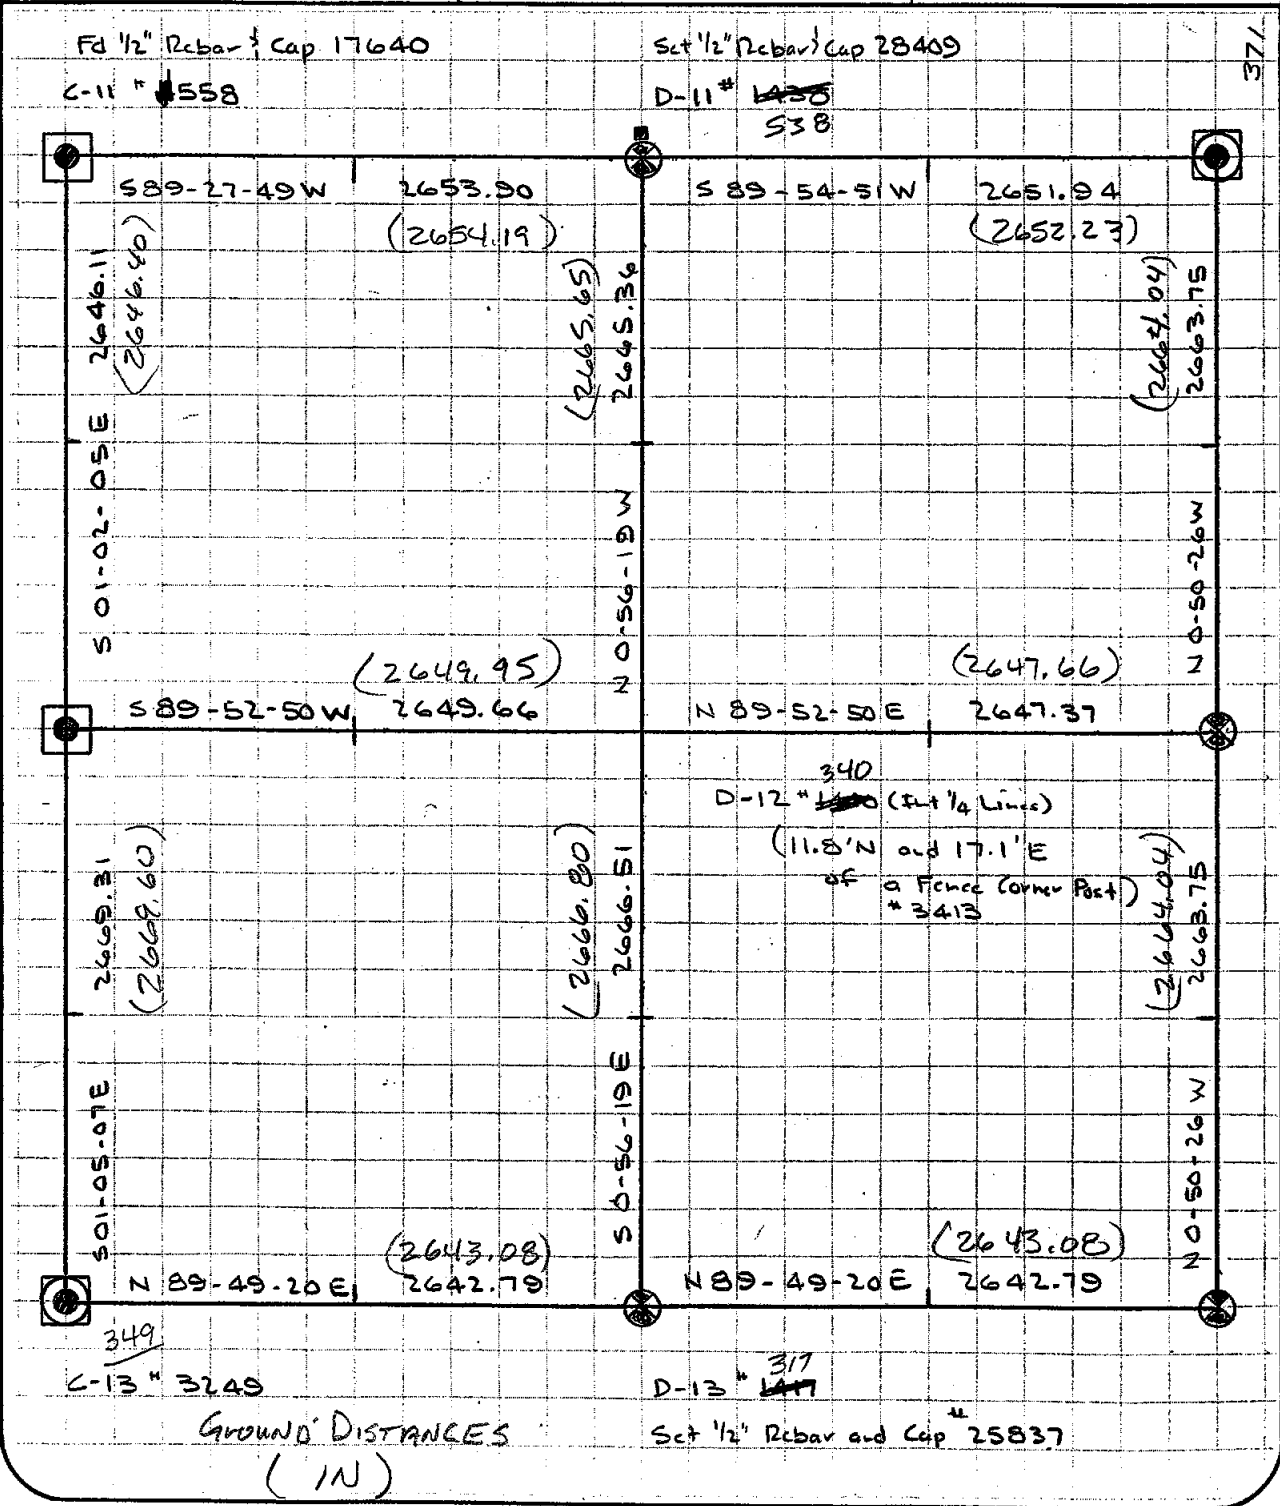 Fd 1/2" Rebar & Cap 17640
Set 1/2" Rebar & Cap 28409
371
C-11 # 558
D-11 # 1438
538
S 89-27-49 W 2653.90
(2654.19)
S 89-54-51 W 2651.94
(2652.23)
S 01-02-05 E 2646.11
(2646.40)
N 0-56-19 W 2665.36
(2665.65)
N 0-50-26 W 2663.75
(2664.04)
(2649.95)
S 89-52-50 W 2649.66
(2647.66)
N 89-52-50 E 2647.37
340
D-12 # (Int 1/4 Lines)
(11.8' N and 17.1' E
of a Fence Corner Post)
# 3413
S 01-05-07 E 2669.31
(2669.60)
S 0-56-19 E 2666.51
(2666.80)
N 0-50-26 W 2663.75
(2664.04)
(2643.08)
N 89-49-20 E 2642.79
(2643.08)
N 89-49-20 E 2642.79
349
C-13 # 3249
317
D-13 # 1417
GROUND DISTANCES
( IN )
Set 1/2" Rebar and Cap # 25837